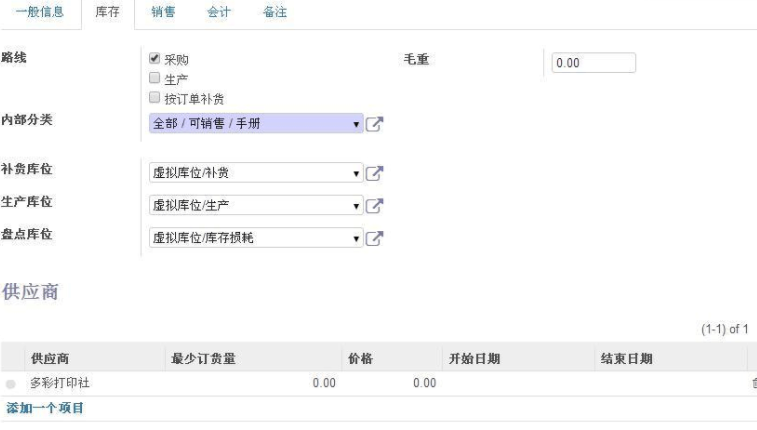 一般信息 库存 销售 会计 备注
路线 采购 毛重 0.00
生产
按订单补货
内部分类 全部 / 可销售 / 手册
补货库位 虚拟库位/补货
生产库位 虚拟库位/生产
盘点库位 虚拟库位/库存损耗
供应商
(1-1) of 1
供应商 最少订货量 价格 开始日期 结束日期
多彩打印社 0.00 0.00
添加一个项目